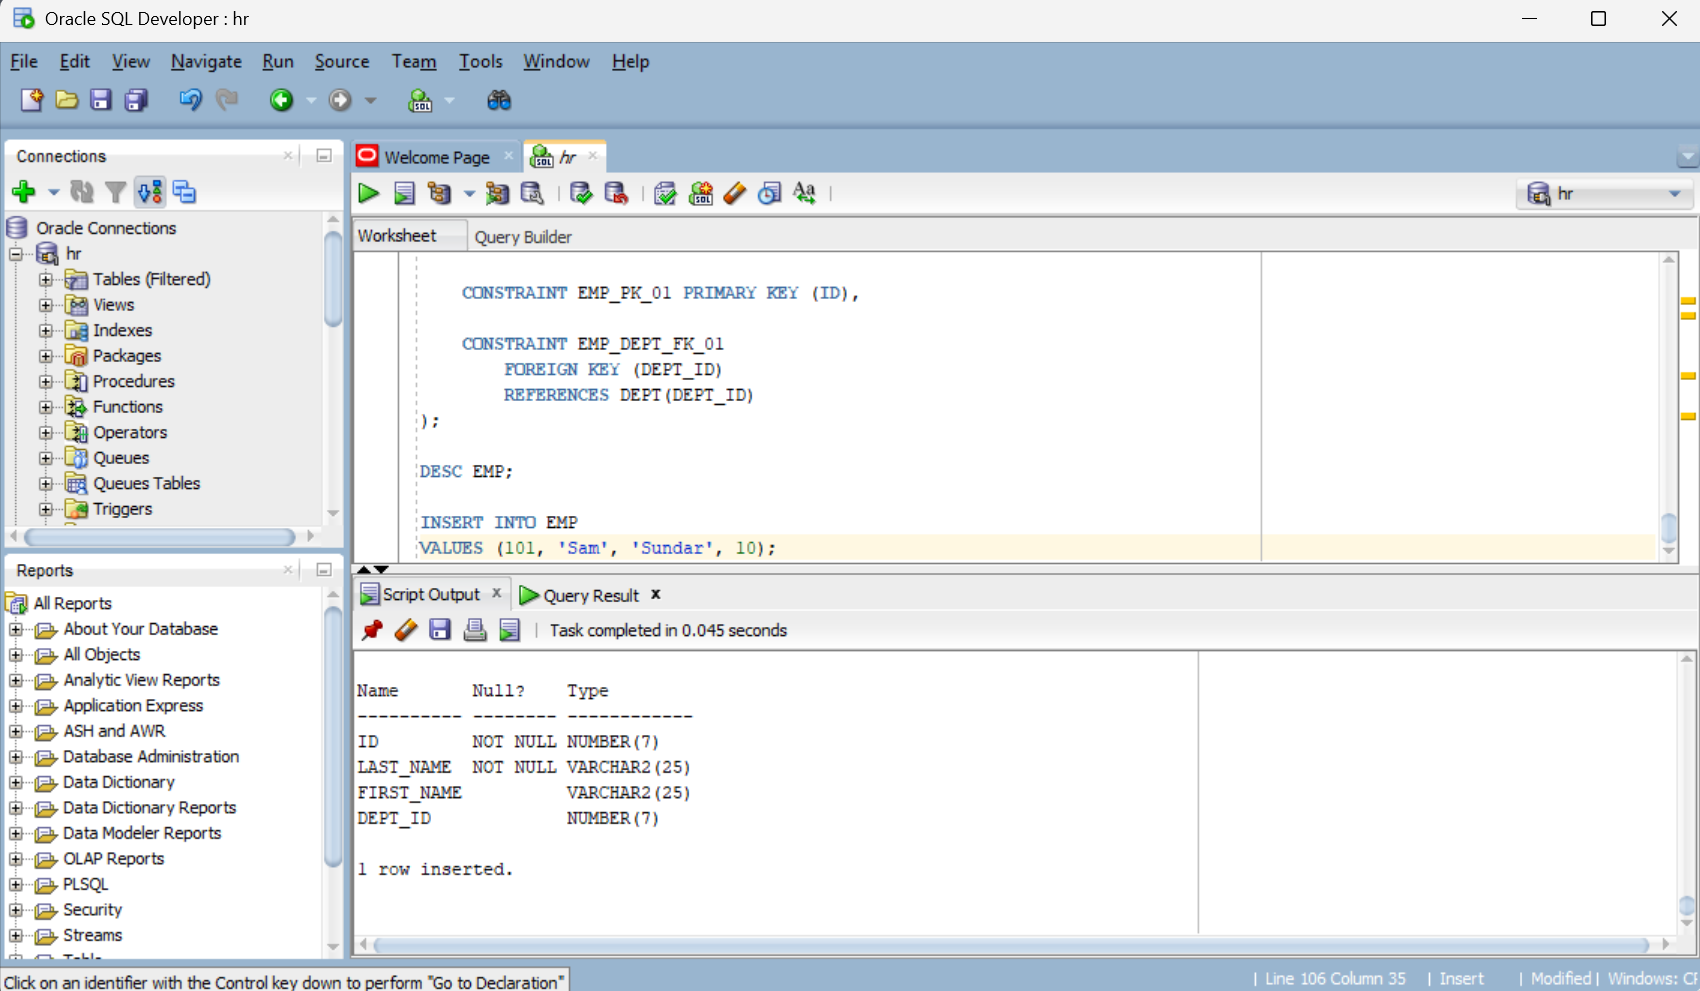 Oracle SQL Developer : hr
File Edit View Navigate Run Source Team Tools Window Help
Connections
Oracle Connections
hr
Tables (Filtered)
Views
Indexes
Packages
Procedures
Functions
Operators
Queues
Queues Tables
Triggers
Reports
All Reports
About Your Database
All Objects
Analytic View Reports
Application Express
ASH and AWR
Database Administration
Data Dictionary
Data Dictionary Reports
Data Modeler Reports
OLAP Reports
PLSQL
Security
Streams
Welcome Page hr
hr
Worksheet Query Builder
CONSTRAINT EMP_PK_01 PRIMARY KEY (ID),
CONSTRAINT EMP_DEPT_FK_01
FOREIGN KEY (DEPT_ID)
REFERENCES DEPT(DEPT_ID)
);
DESC EMP;
INSERT INTO EMP
VALUES (101, 'Sam', 'Sundar', 10);
Script Output Query Result
Task completed in 0.045 seconds
Name Null? Type
---------- -------- ------------
ID NOT NULL NUMBER(7)
LAST_NAME NOT NULL VARCHAR2(25)
FIRST_NAME VARCHAR2(25)
DEPT_ID NUMBER(7)
1 row inserted.
Click on an identifier with the Control key down to perform "Go to Declaration"
| Line 106 Column 35 | Insert | Modified | Windows: